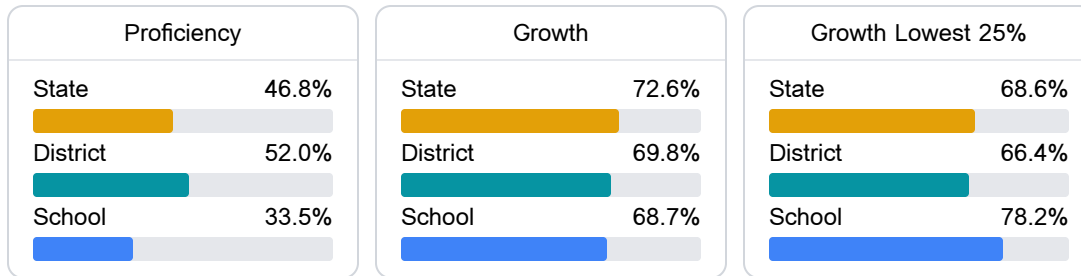 Proficiency
State 46.8%
District 52.0%
School 33.5%
Growth
State 72.6%
District 69.8%
School 68.7%
Growth Lowest 25%
State 68.6%
District 66.4%
School 78.2%